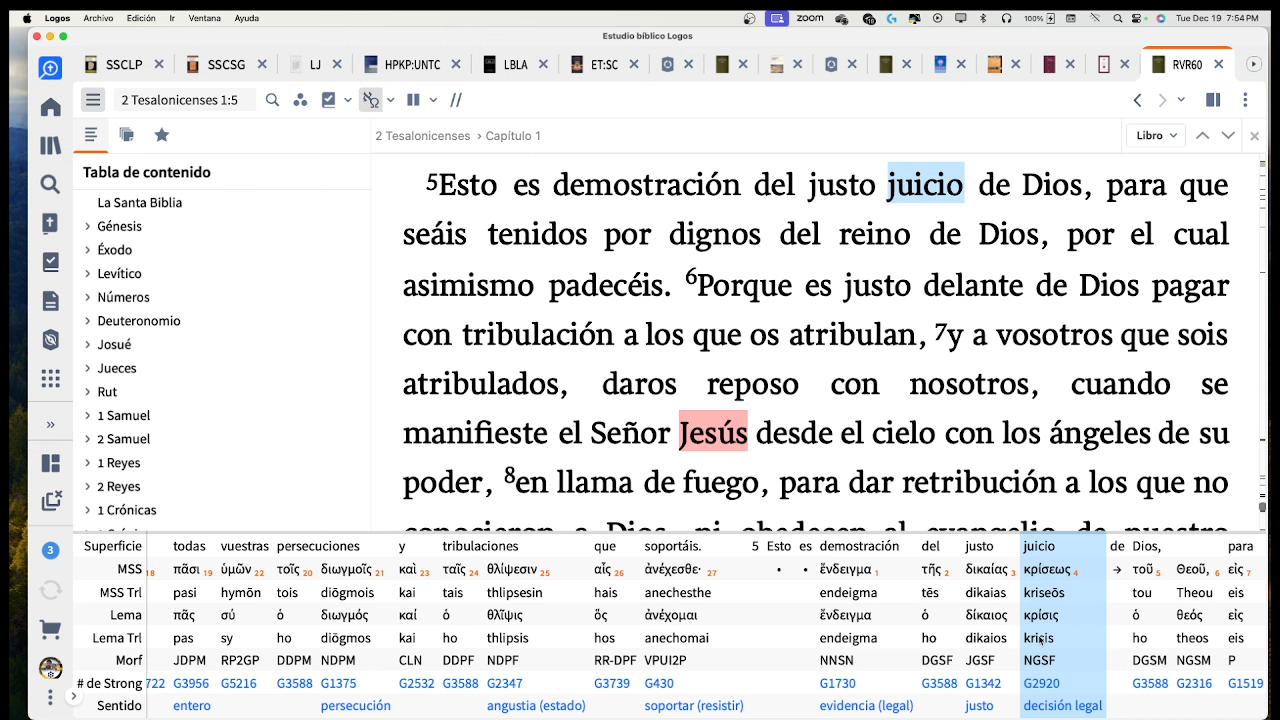 Logos Archivo Edición Ir Ventana Ayuda zoom 100% Tue Dec 19 7:54 PM
Estudio bíblico Logos
SSCLP SSCSG LJ HPKP:UNTC LBLA ET:SC RVR60
2 Tesalonicenses 1:5
2 Tesalonicenses › Capítulo 1 Libro
Tabla de contenido
La Santa Biblia
Génesis
Éxodo
Levítico
Números
Deuteronomio
Josué
Jueces
Rut
1 Samuel
2 Samuel
1 Reyes
2 Reyes
1 Crónicas
5Esto es demostración del justo juicio de Dios, para que
seáis tenidos por dignos del reino de Dios, por el cual
asimismo padecéis. 6Porque es justo delante de Dios pagar
con tribulación a los que os atribulan, 7y a vosotros que sois
atribulados, daros reposo con nosotros, cuando se
manifieste el Señor Jesús desde el cielo con los ángeles de su
poder, 8en llama de fuego, para dar retribución a los que no
conocieron a Dios, ni obedecen al evangelio de nuestro
3
Superficie todas vuestras persecuciones y tribulaciones que soportáis. 5 Esto es demostración del justo juicio de Dios, para
MSS 18 πᾶσι 19 ὑμῶν 22 τοῖς 20 διωγμοῖς 21 καὶ 23 ταῖς 24 θλίψεσιν 25 αἷς 26 ἀνέχεσθε· 27 • • ἔνδειγμα 1 τῆς 2 δικαίας 3 κρίσεως 4 → τοῦ 5 Θεοῦ, 6 εἰς 7
MSS Trl pasi hymōn tois diōgmois kai tais thlipsesin hais anechesthe endeigma tēs dikaias kriseōs tou Theou eis
Lema πᾶς σύ ὁ διωγμός καί ὁ θλῖψις ὅς ἀνέχομαι ἔνδειγμα ὁ δίκαιος κρίσις ὁ θεός εἰς
Lema Trl pas sy ho diōgmos kai ho thlipsis hos anechomai endeigma ho dikaios krisis ho theos eis
Morf JDPM RP2GP DDPM NDPM CLN DDPF NDPF RR-DPF VPUI2P NNSN DGSF JGSF NGSF DGSM NGSM P
# de Strong 722 G3956 G5216 G3588 G1375 G2532 G3588 G2347 G3739 G430 G1730 G3588 G1342 G2920 G3588 G2316 G1519
Sentido entero persecución angustia (estado) soportar (resistir) evidencia (legal) justo decisión legal